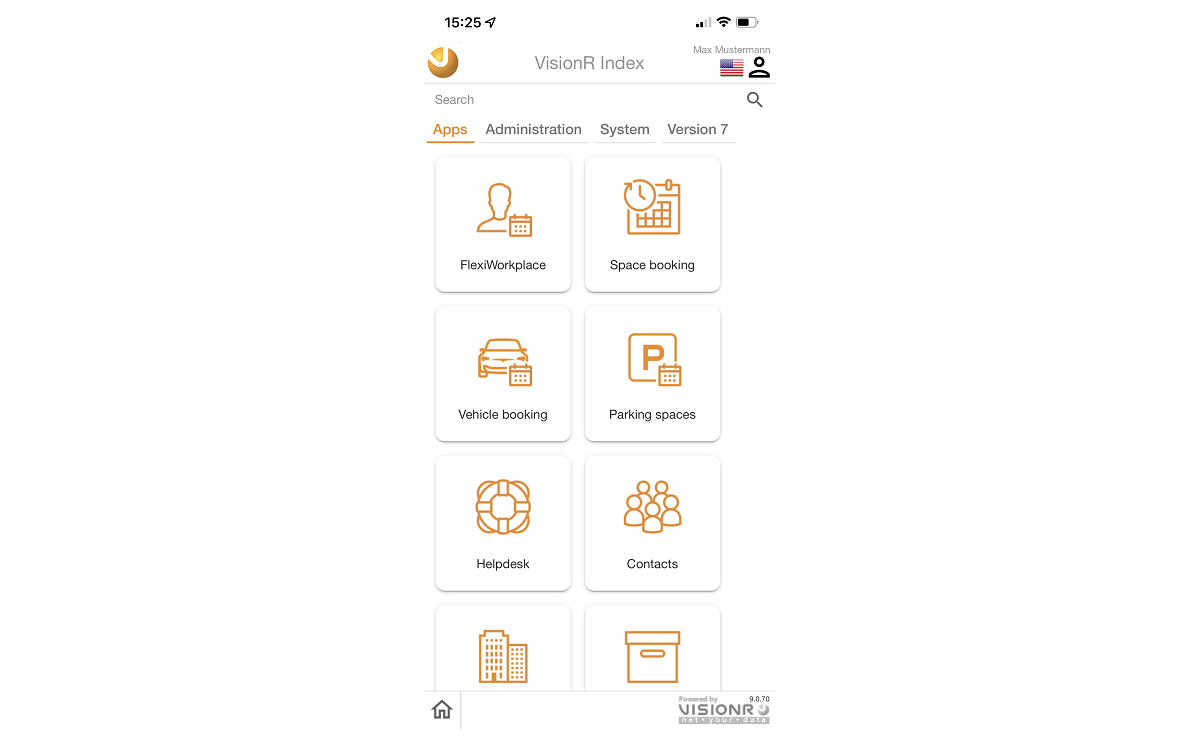 15:25
Max Mustermann
VisionR Index
Search
Apps Administration System Version 7
FlexiWorkplace Space booking
P
Vehicle booking Parking spaces
Helpdesk Contacts
Powered by 9.0.70
VISIONR
net • your • data